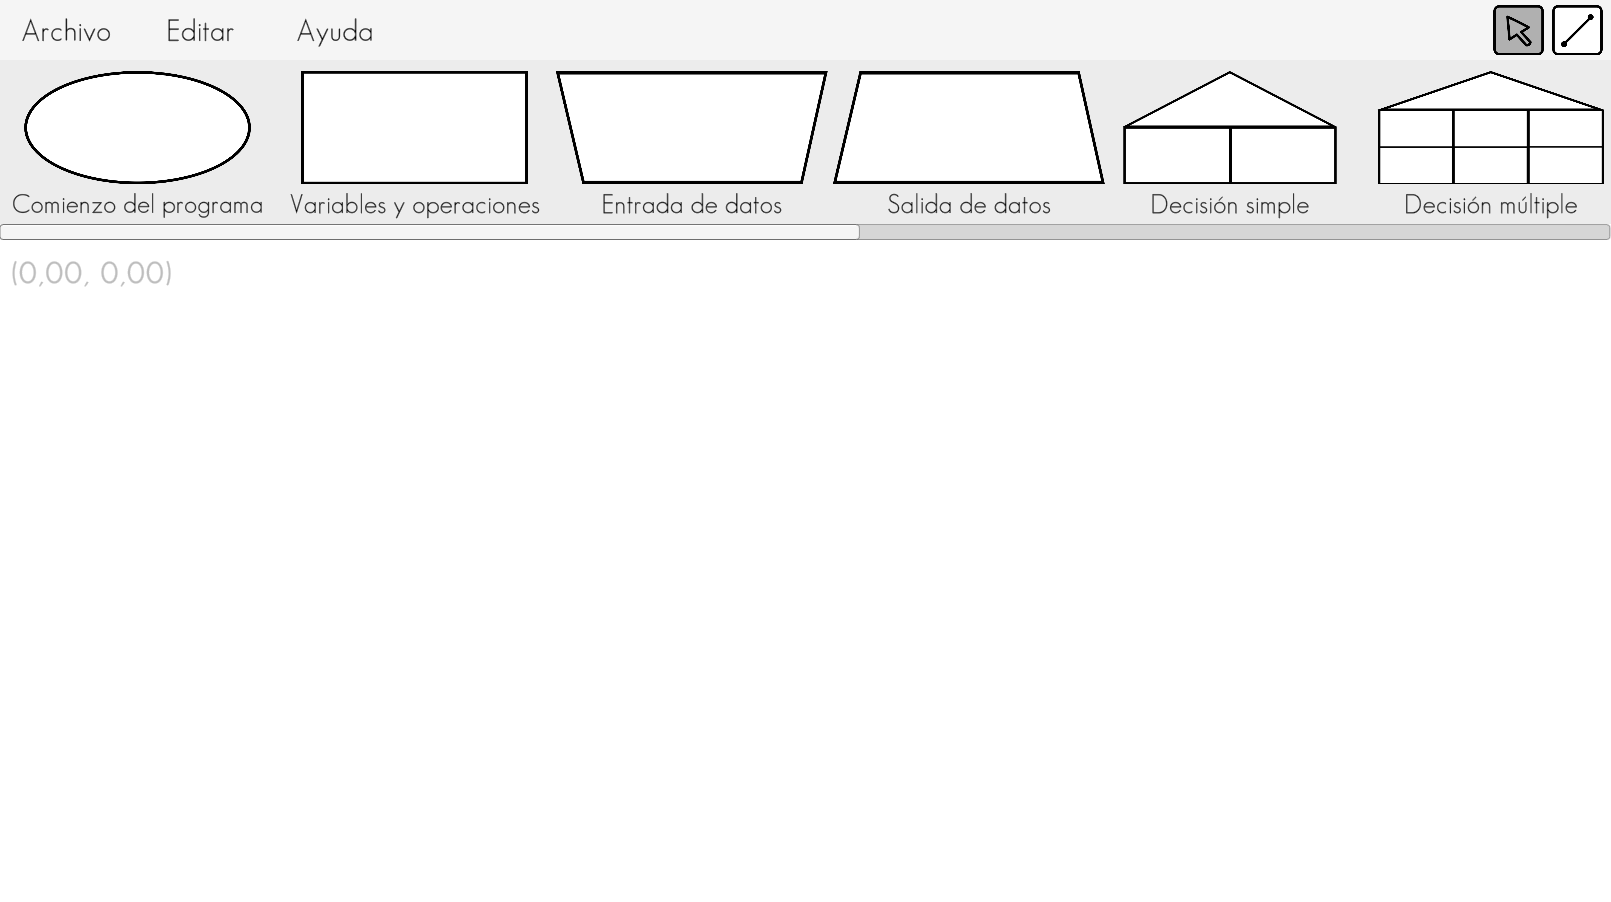 Archivo Editar Ayuda
Comienzo del programa Variables y operaciones Entrada de datos Salida de datos Decisión simple Decisión múltiple
(0,00, 0,00)